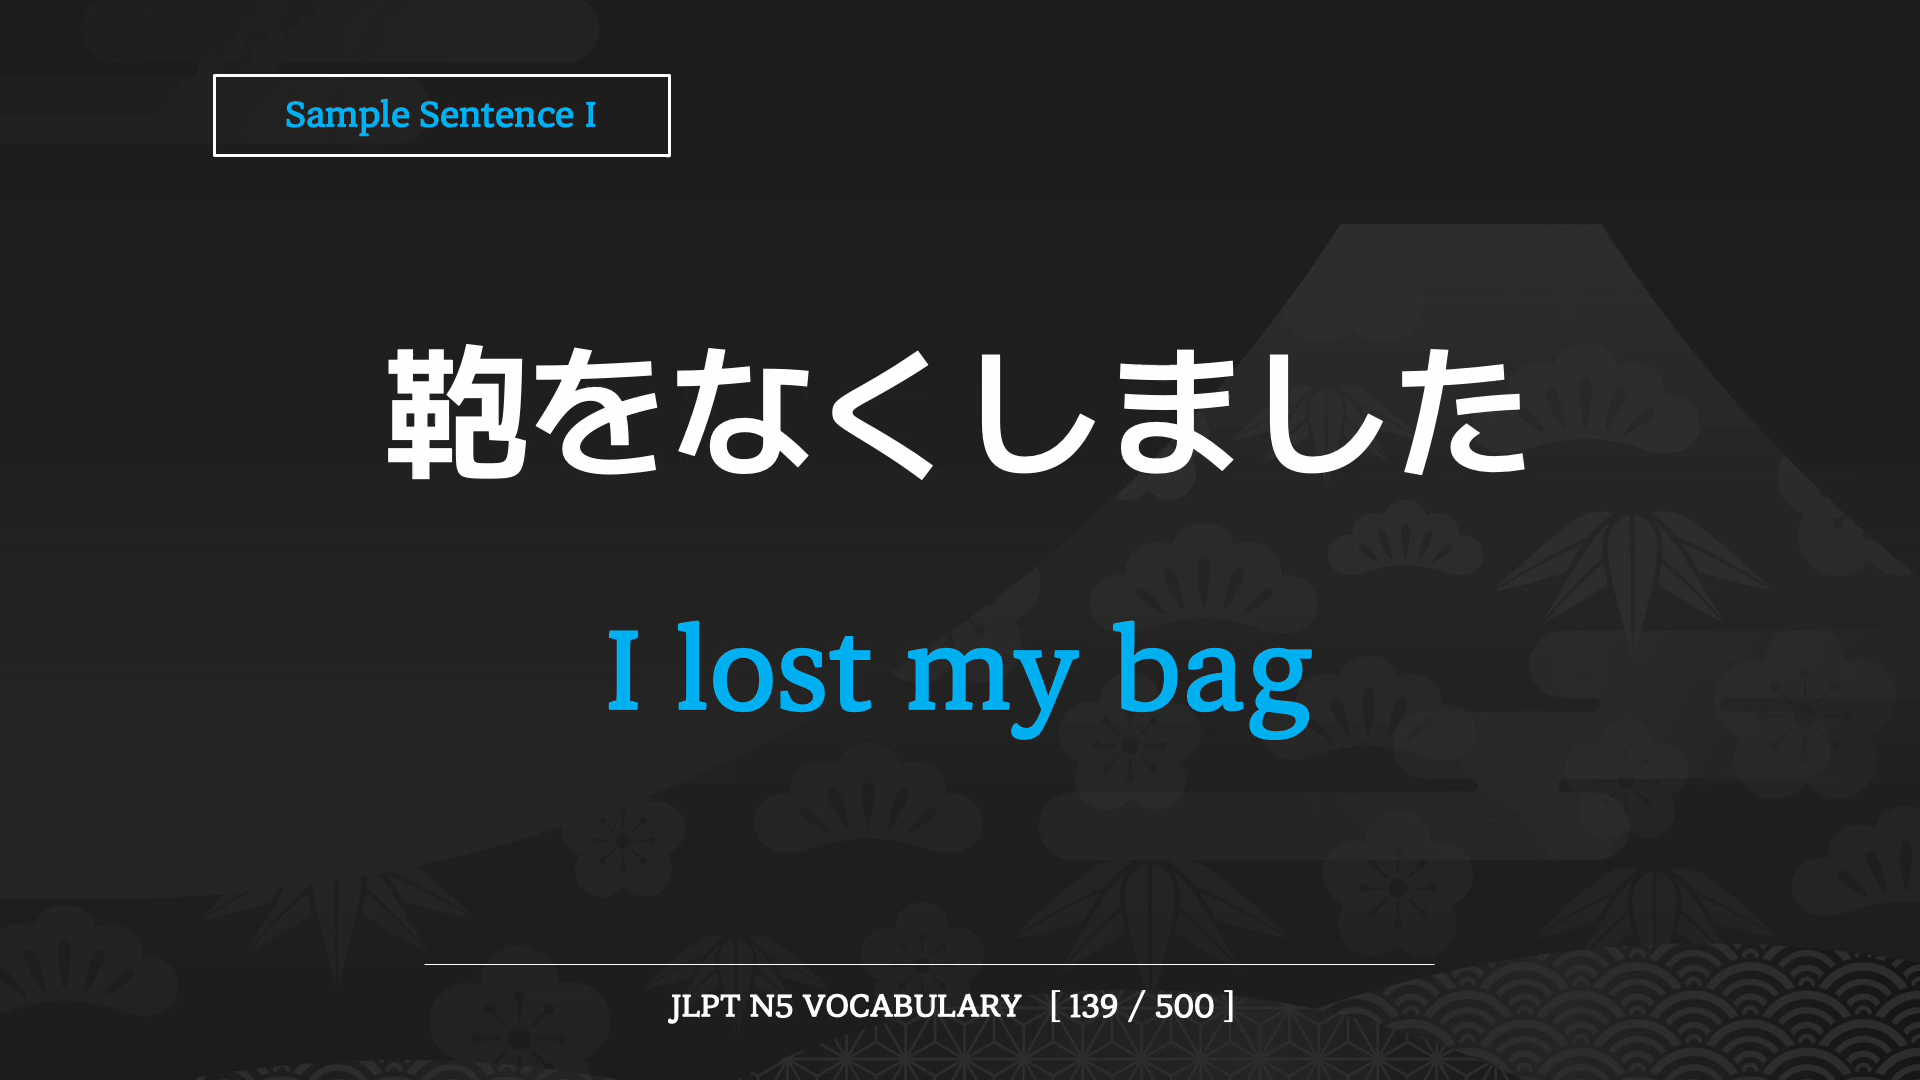 Sample Sentence I
鞄をなくしました
I lost my bag
JLPT N5 VOCABULARY [ 139 / 500 ]